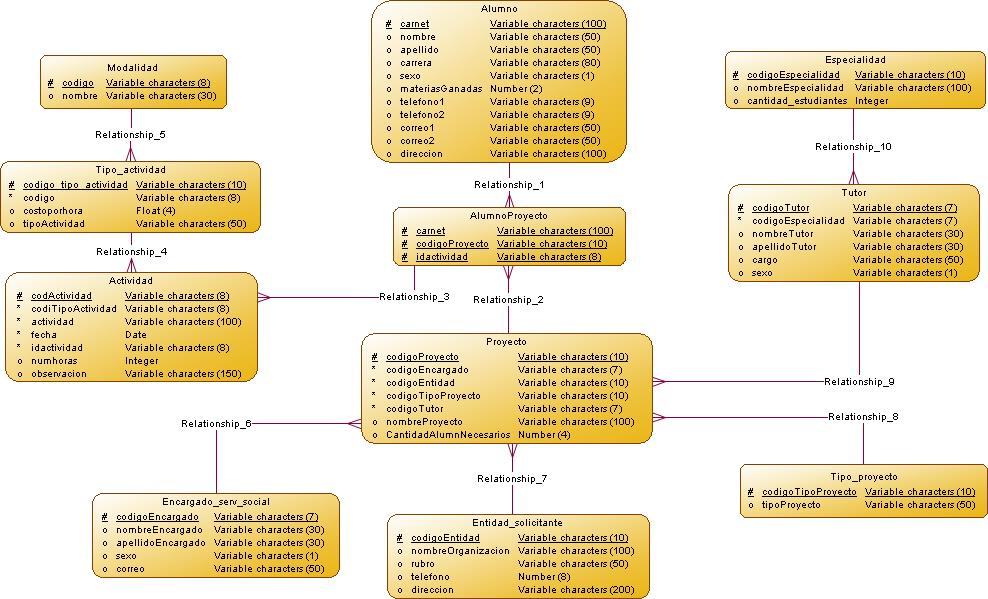 Alumno
# carnet Variable characters (100)
o nombre Variable characters (50)
o apellido Variable characters (50)
o carrera Variable characters (80)
o sexo Variable characters (1)
o materiasGanadas Number (2)
o telefono1 Variable characters (9)
o telefono2 Variable characters (9)
o correo1 Variable characters (50)
o correo2 Variable characters (50)
o direccion Variable characters (100)
Modalidad
# codigo Variable characters (8)
o nombre Variable characters (30)
Especialidad
# codigoEspecialidad Variable characters (10)
o nombreEspecialidad Variable characters (100)
o cantidad_estudiantes Integer
Relationship_5
Relationship_10
Relationship_1
Tipo_actividad
# codigo_tipo_actividad Variable characters (10)
* codigo Variable characters (8)
o costoporhora Float (4)
o tipoActividad Variable characters (50)
Tutor
# codigoTutor Variable characters (7)
* codigoEspecialidad Variable characters (7)
o nombreTutor Variable characters (30)
o apellidoTutor Variable characters (30)
o cargo Variable characters (50)
o sexo Variable characters (1)
AlumnoProyecto
# carnet Variable characters (100)
# codigoProyecto Variable characters (10)
# idactividad Variable characters (8)
Relationship_4
Actividad
# codActividad Variable characters (8)
* codiTipoActividad Variable characters (8)
* actividad Variable characters (100)
* fecha Date
* idactividad Variable characters (8)
o numhoras Integer
o observacion Variable characters (150)
Relationship_3
Relationship_2
Proyecto
# codigoProyecto Variable characters (10)
* codigoEncargado Variable characters (7)
* codigoEntidad Variable characters (10)
* codigoTipoProyecto Variable characters (10)
* codigoTutor Variable characters (7)
o nombreProyecto Variable characters (100)
o CantidadAlumnNecesarios Number (4)
Relationship_9
Relationship_8
Relationship_6
Relationship_7
Tipo_proyecto
# codigoTipoProyecto Variable characters (10)
o tipoProyecto Variable characters (50)
Encargado_serv_social
# codigoEncargado Variable characters (7)
o nombreEncargado Variable characters (30)
o apellidoEncargado Variable characters (30)
o sexo Variable characters (1)
o correo Variable characters (50)
Entidad_solicitante
# codigoEntidad Variable characters (10)
o nombreOrganizacion Variable characters (100)
o rubro Variable characters (50)
o telefono Number (8)
o direccion Variable characters (200)